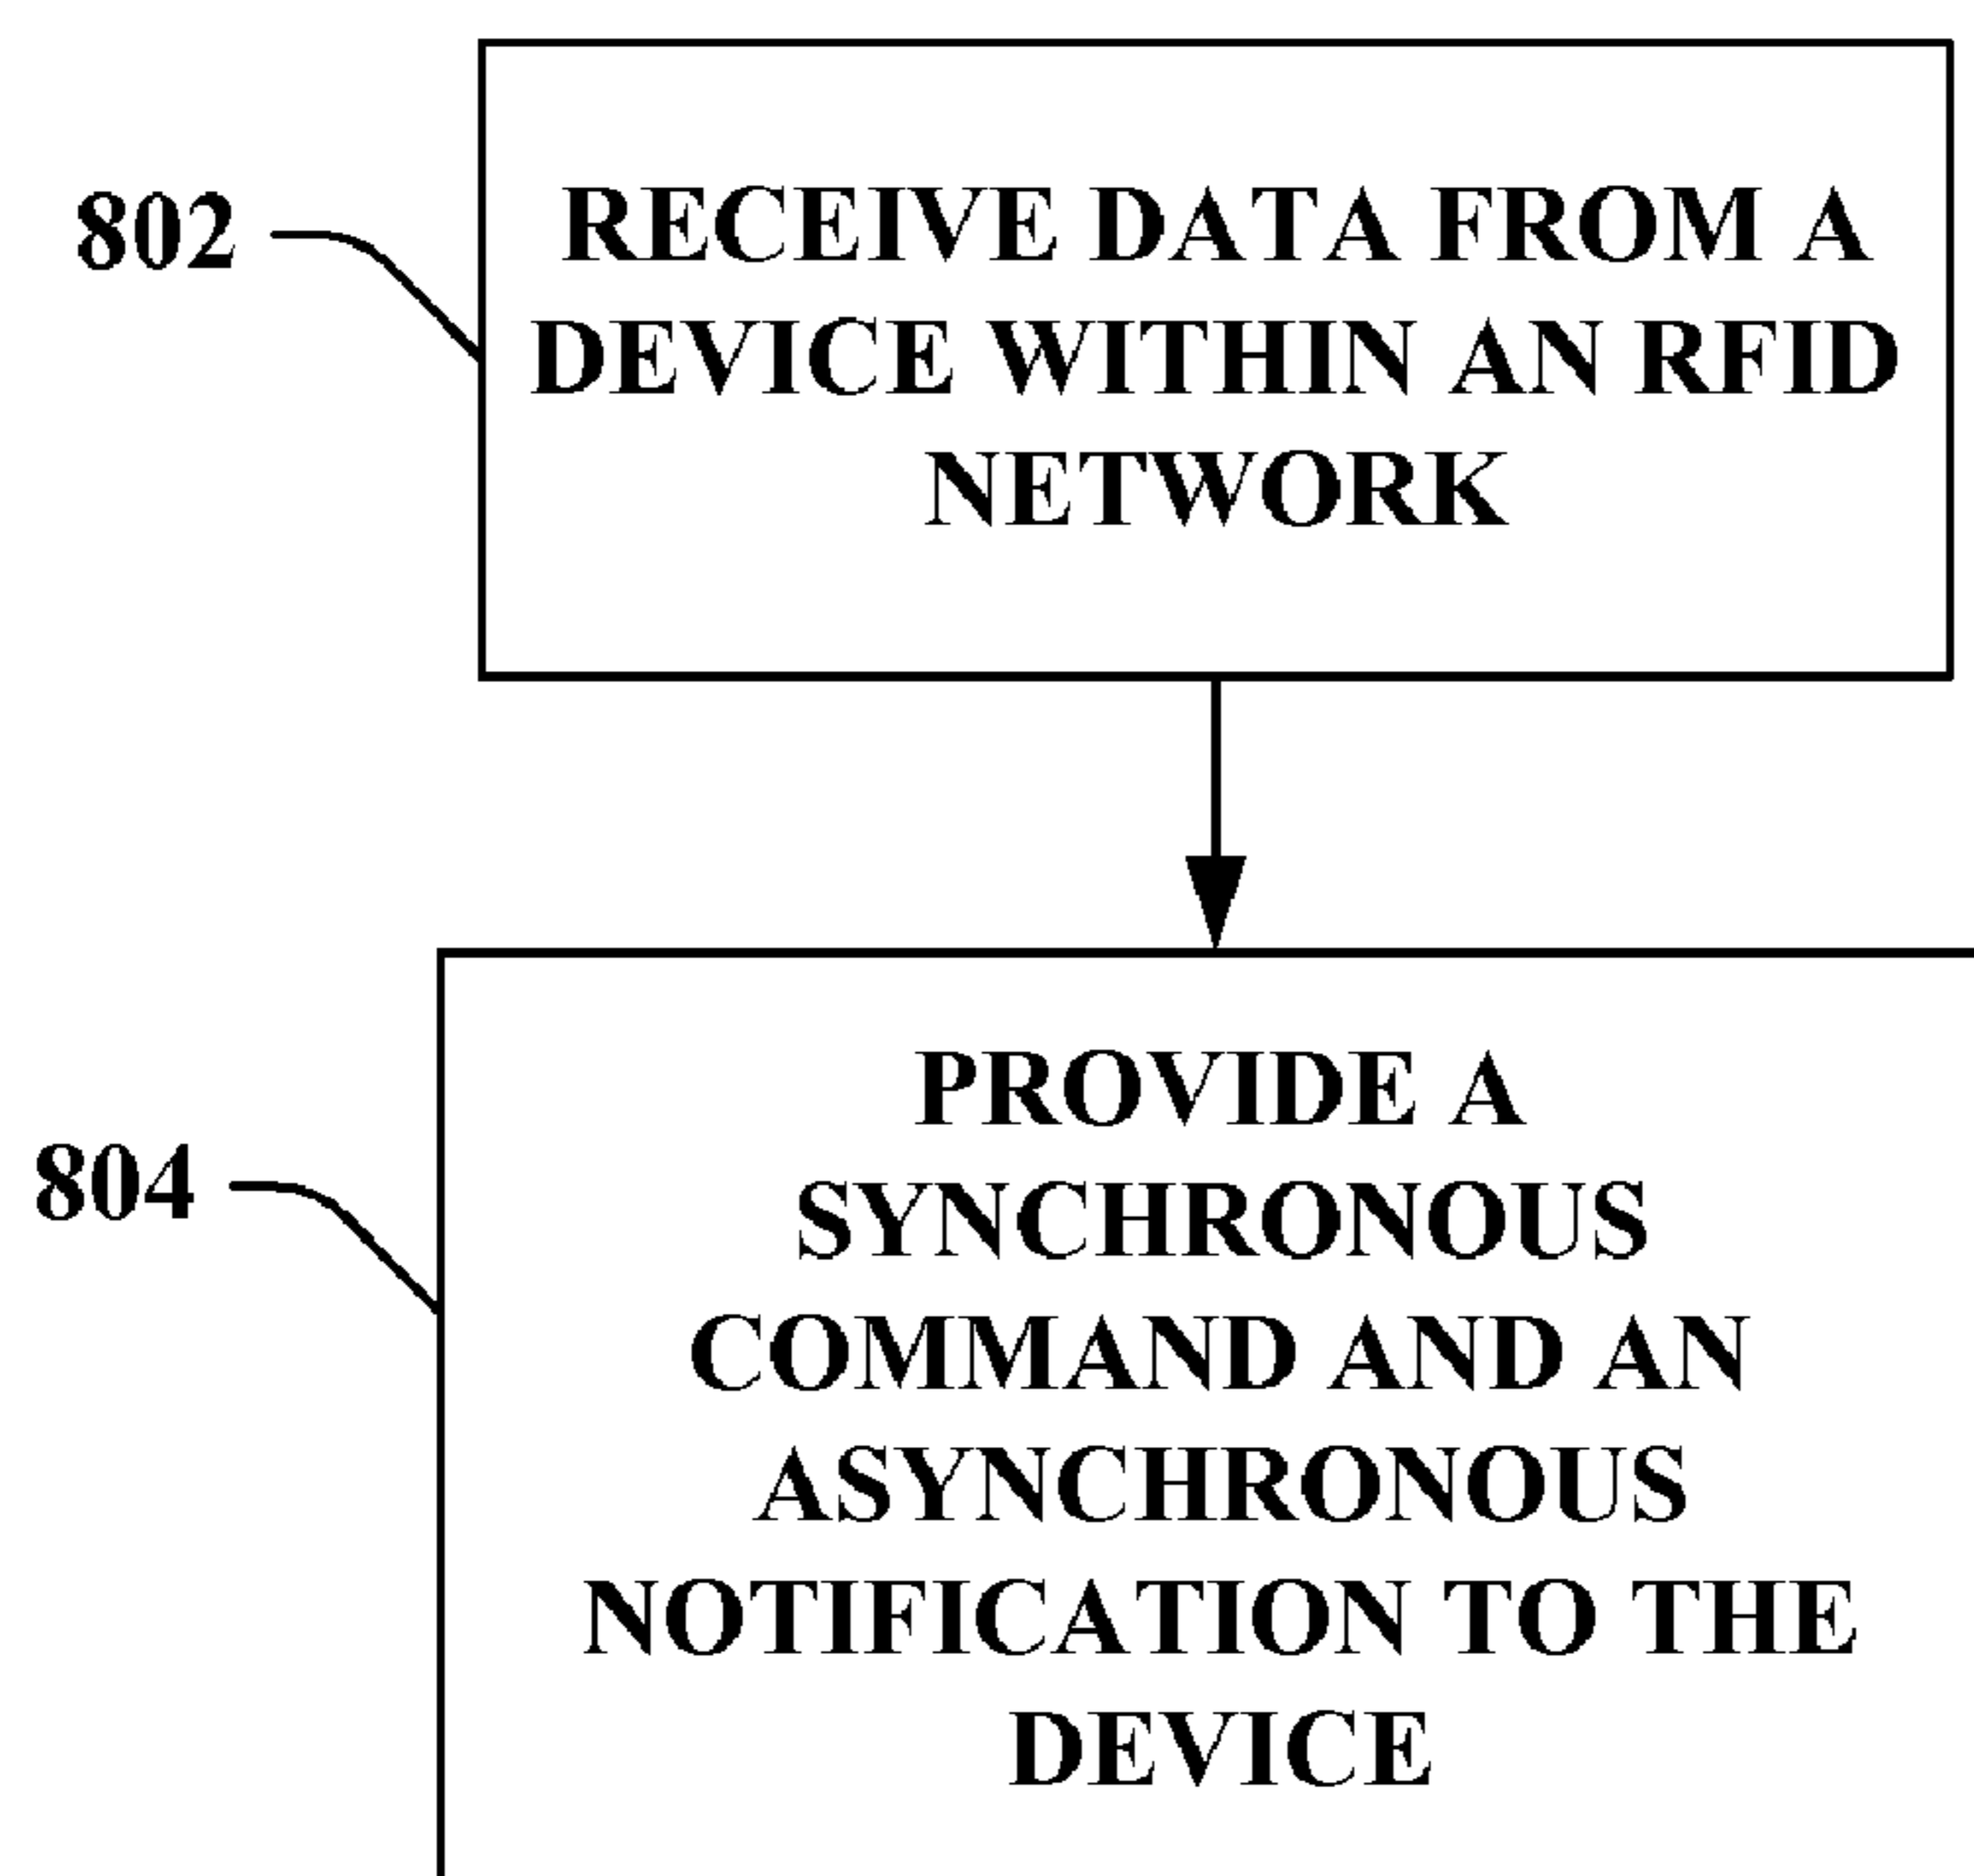 802
RECEIVE DATA FROM A
DEVICE WITHIN AN RFID
NETWORK
804
PROVIDE A
SYNCHRONOUS
COMMAND AND AN
ASYNCHRONOUS
NOTIFICATION TO THE
DEVICE